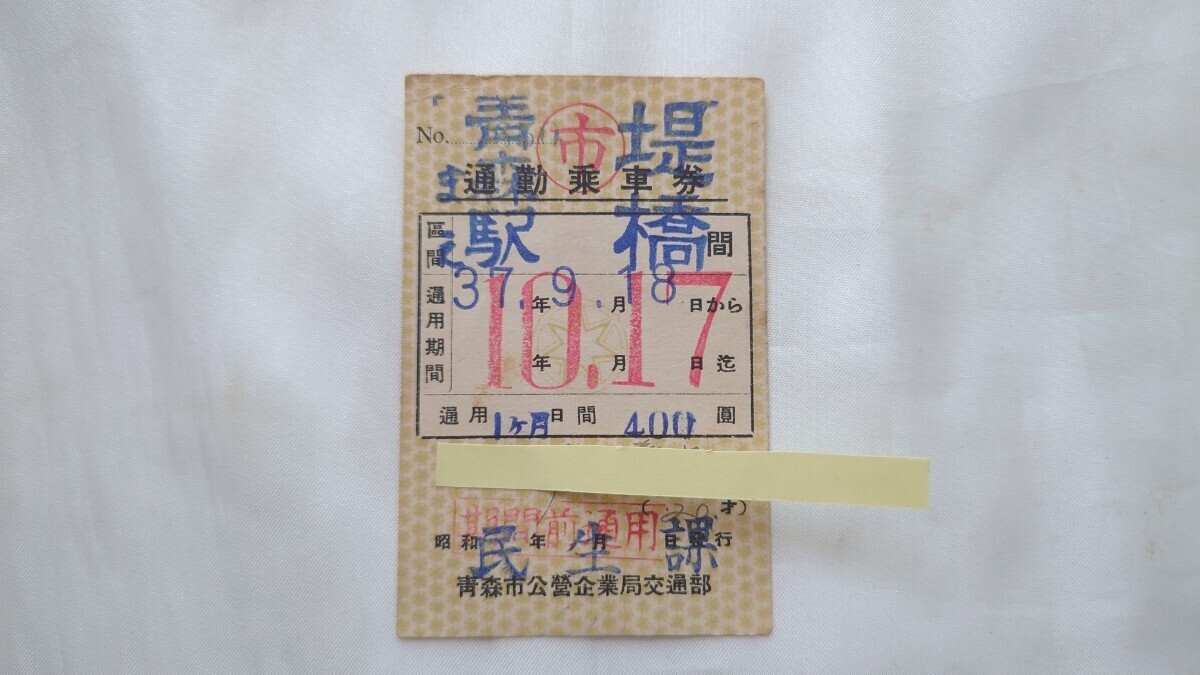 No.
市
通勤乗車券
青森駅 堤橋
區間 間
通用期間 37.9.18 年 月 日から
10.17 年 月 日迄
通用 1ヶ月 日間 400 圓
才)
期間前通用
昭和 年 月 日発行
民生課
青森市公營企業局交通部